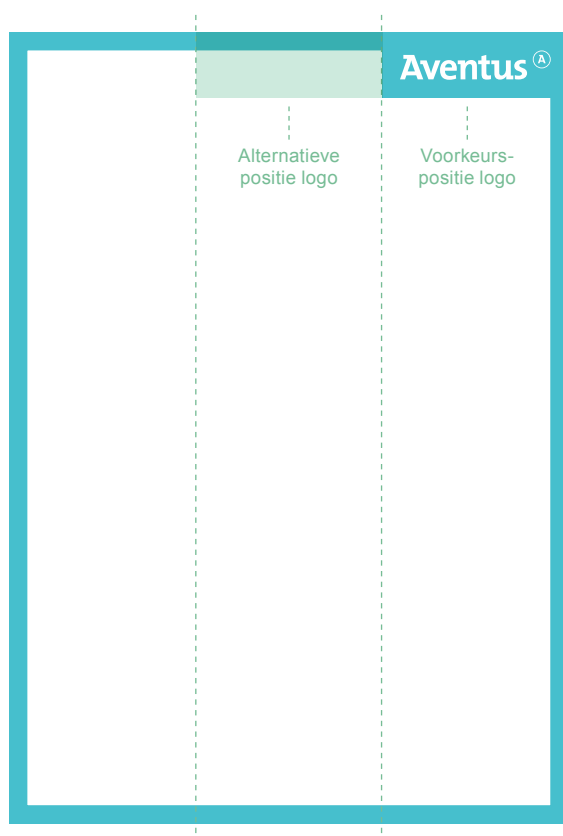 Aventus A
Alternatieve
positie logo
Voorkeurs-
positie logo